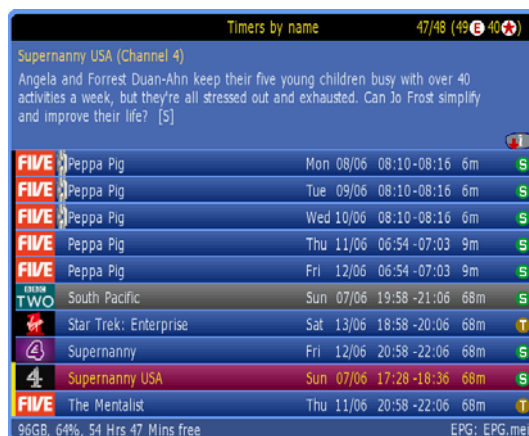 Timers by name 47/48 (49 E 40 )
Supernanny USA (Channel 4)
Angela and Forrest Duan-Ahn keep their five young children busy with over 40
activities a week, but they're all stressed out and exhausted. Can Jo Frost simplify
and improve their life? [S]
i
FIVE Peppa Pig Mon 08/06 08:10-08:16 6m S
FIVE Peppa Pig Tue 09/06 08:10-08:16 6m S
FIVE Peppa Pig Wed 10/06 08:10-08:16 6m S
FIVE Peppa Pig Thu 11/06 06:54-07:03 9m S
FIVE Peppa Pig Fri 12/06 06:54-07:03 9m S
BBC TWO South Pacific Sun 07/06 19:58-21:06 68m S
Star Trek: Enterprise Sat 13/06 18:58-20:06 68m T
4 Supernanny Fri 12/06 20:58-22:06 68m S
4 Supernanny USA Sun 07/06 17:28-18:36 68m S
FIVE The Mentalist Thu 11/06 20:58-22:06 68m T
96GB, 64%, 54 Hrs 47 Mins free EPG: EPG.me